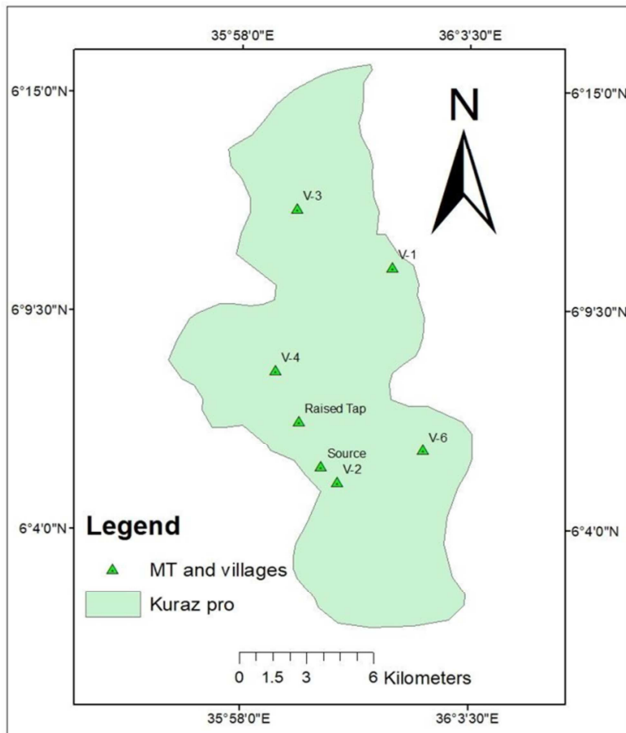 35°58'0"E 36°3'30"E
6°15'0"N 6°15'0"N
N
V-3
V-1
6°9'30"N 6°9'30"N
V-4
Raised Tap
V-6
Source
V-2
6°4'0"N 6°4'0"N
Legend
MT and villages
Kuraz pro
0 1.5 3 6 Kilometers
35°58'0"E 36°3'30"E